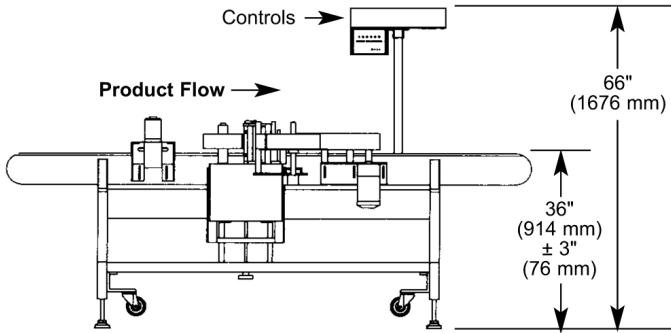 Controls
Product Flow
66"
(1676 mm)
36"
(914 mm)
± 3"
(76 mm)